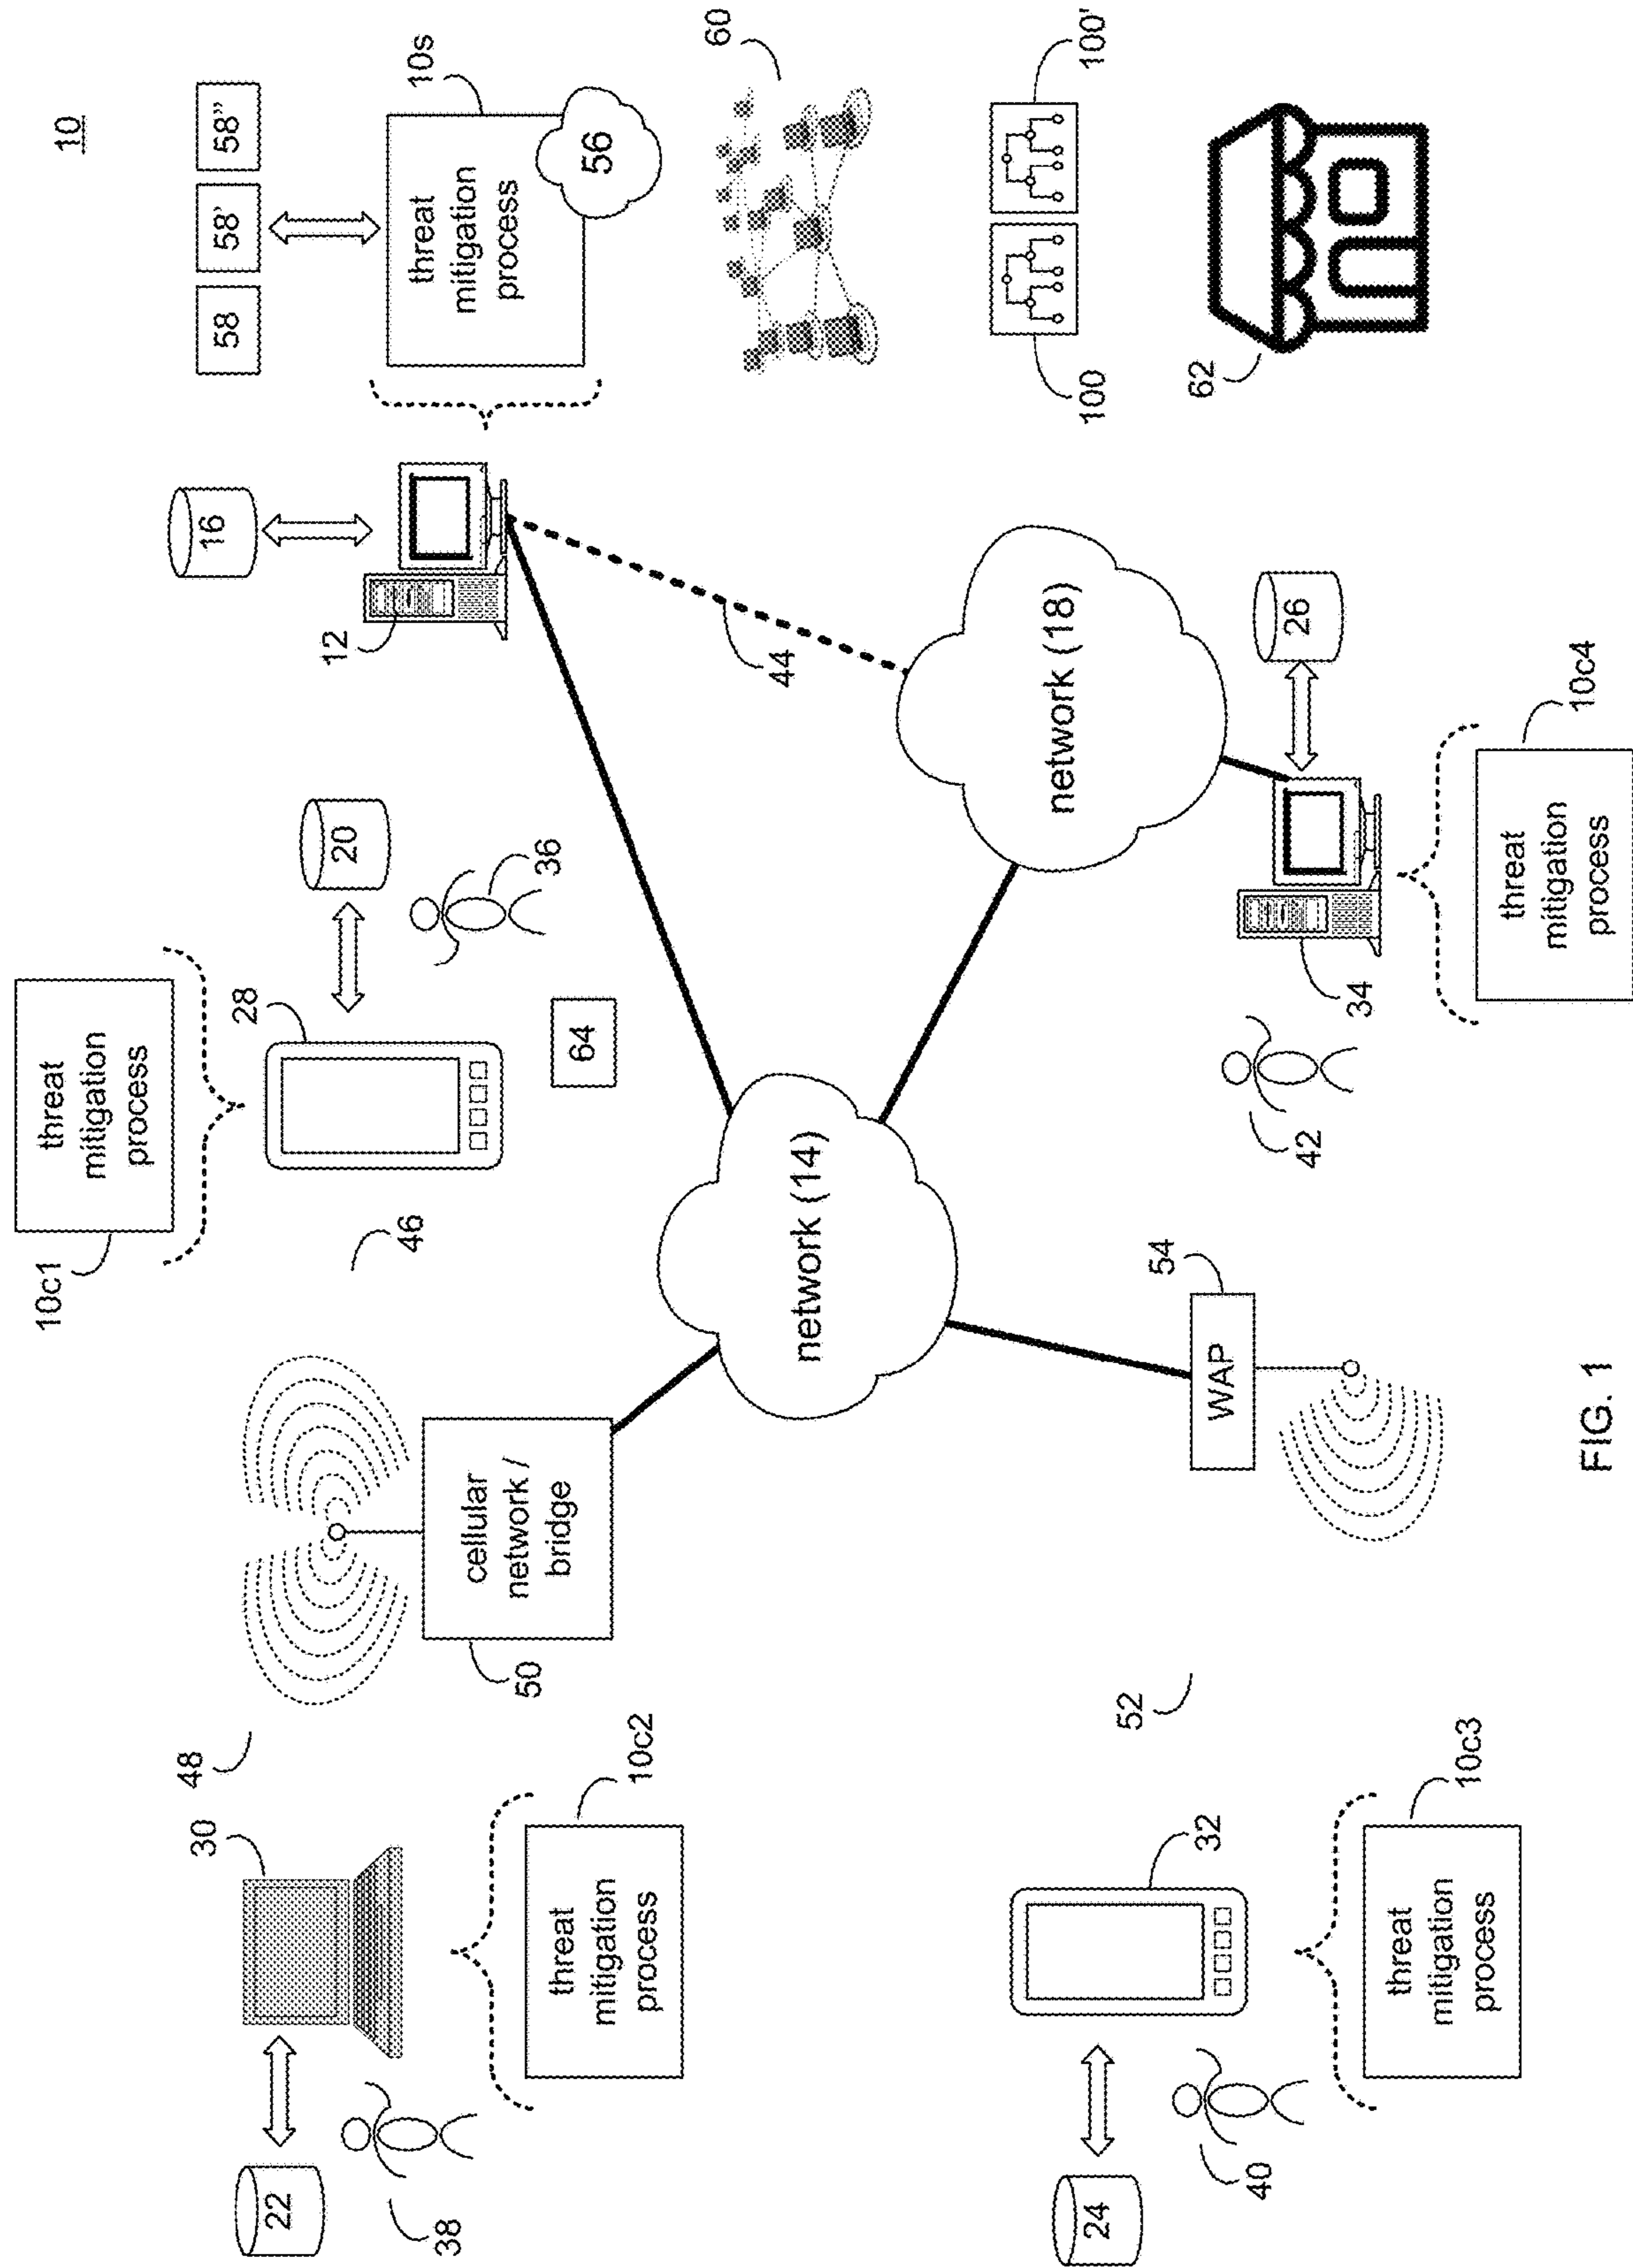 10
10c1
threat
mitigation
process
28
20
36
46
64
16
12
58
58'
58"
10s
threat
mitigation
process
56
48
30
22
38
10c2
threat
mitigation
process
cellular
network /
bridge
50
network (14)
44
network (18)
60
100
100'
62
52
32
24
40
10c3
threat
mitigation
process
54
WAP
42
34
26
10c4
threat
mitigation
process
FIG. 1